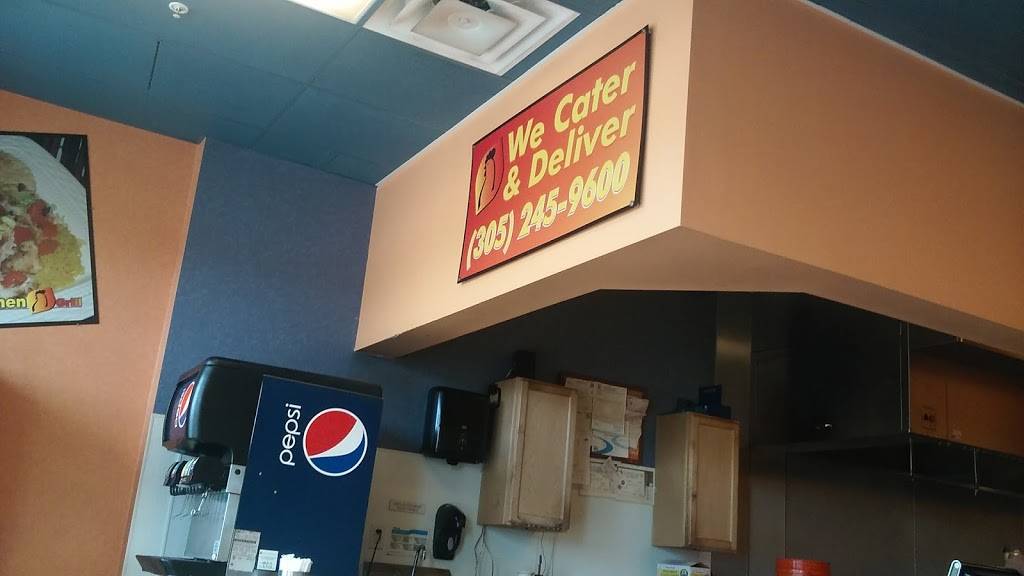 We Cater
& Deliver
(305) 245-9600
Grill
pepsi